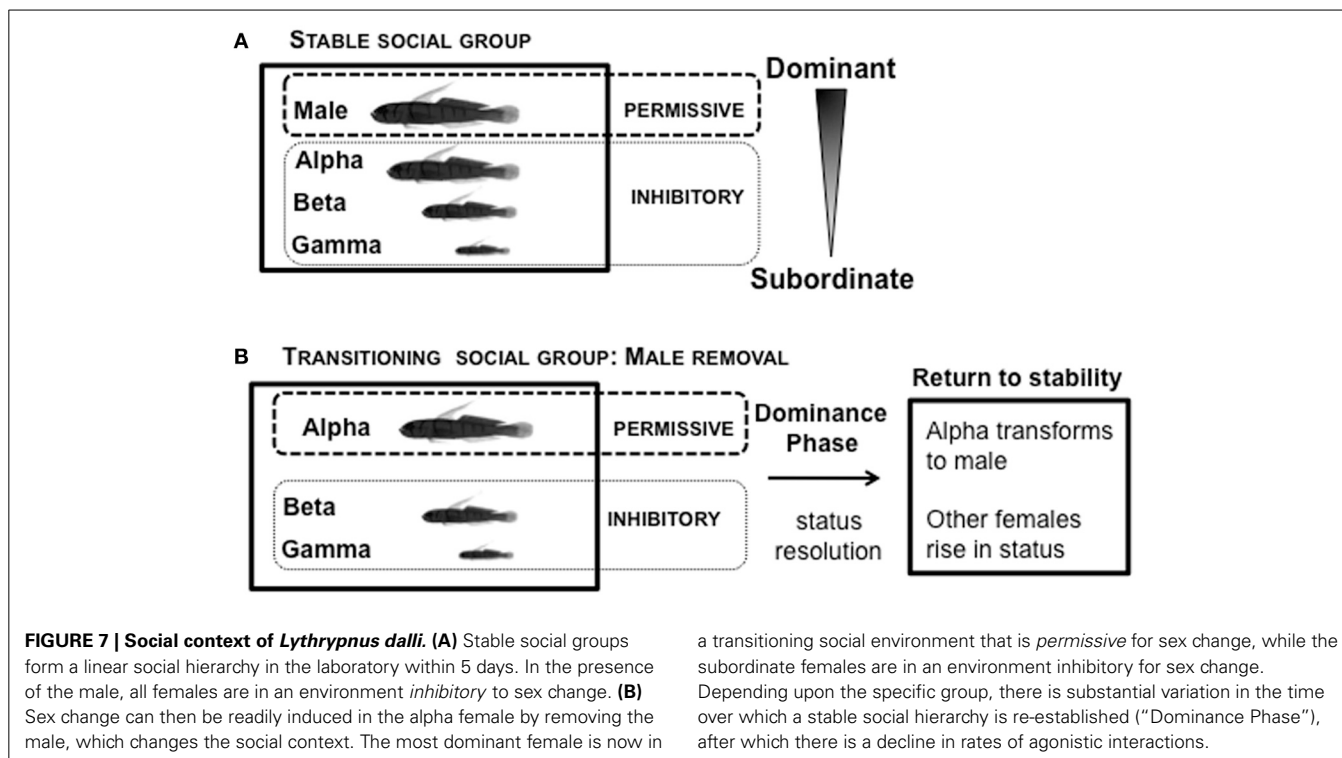 A STABLE SOCIAL GROUP
Dominant
Male
PERMISSIVE
Alpha
Beta
INHIBITORY
Gamma
Subordinate
B TRANSITIONING SOCIAL GROUP: MALE REMOVAL
Return to stability
Alpha
PERMISSIVE
Dominance
Phase
Alpha transforms
to male
Beta
INHIBITORY
Gamma
status
resolution
Other females
rise in status
FIGURE 7 | Social context of Lythrypnus dalli. (A) Stable social groups
form a linear social hierarchy in the laboratory within 5 days. In the presence
of the male, all females are in an environment inhibitory to sex change. (B)
Sex change can then be readily induced in the alpha female by removing the
male, which changes the social context. The most dominant female is now in
a transitioning social environment that is permissive for sex change, while the
subordinate females are in an environment inhibitory for sex change.
Depending upon the specific group, there is substantial variation in the time
over which a stable social hierarchy is re-established (“Dominance Phase”),
after which there is a decline in rates of agonistic interactions.